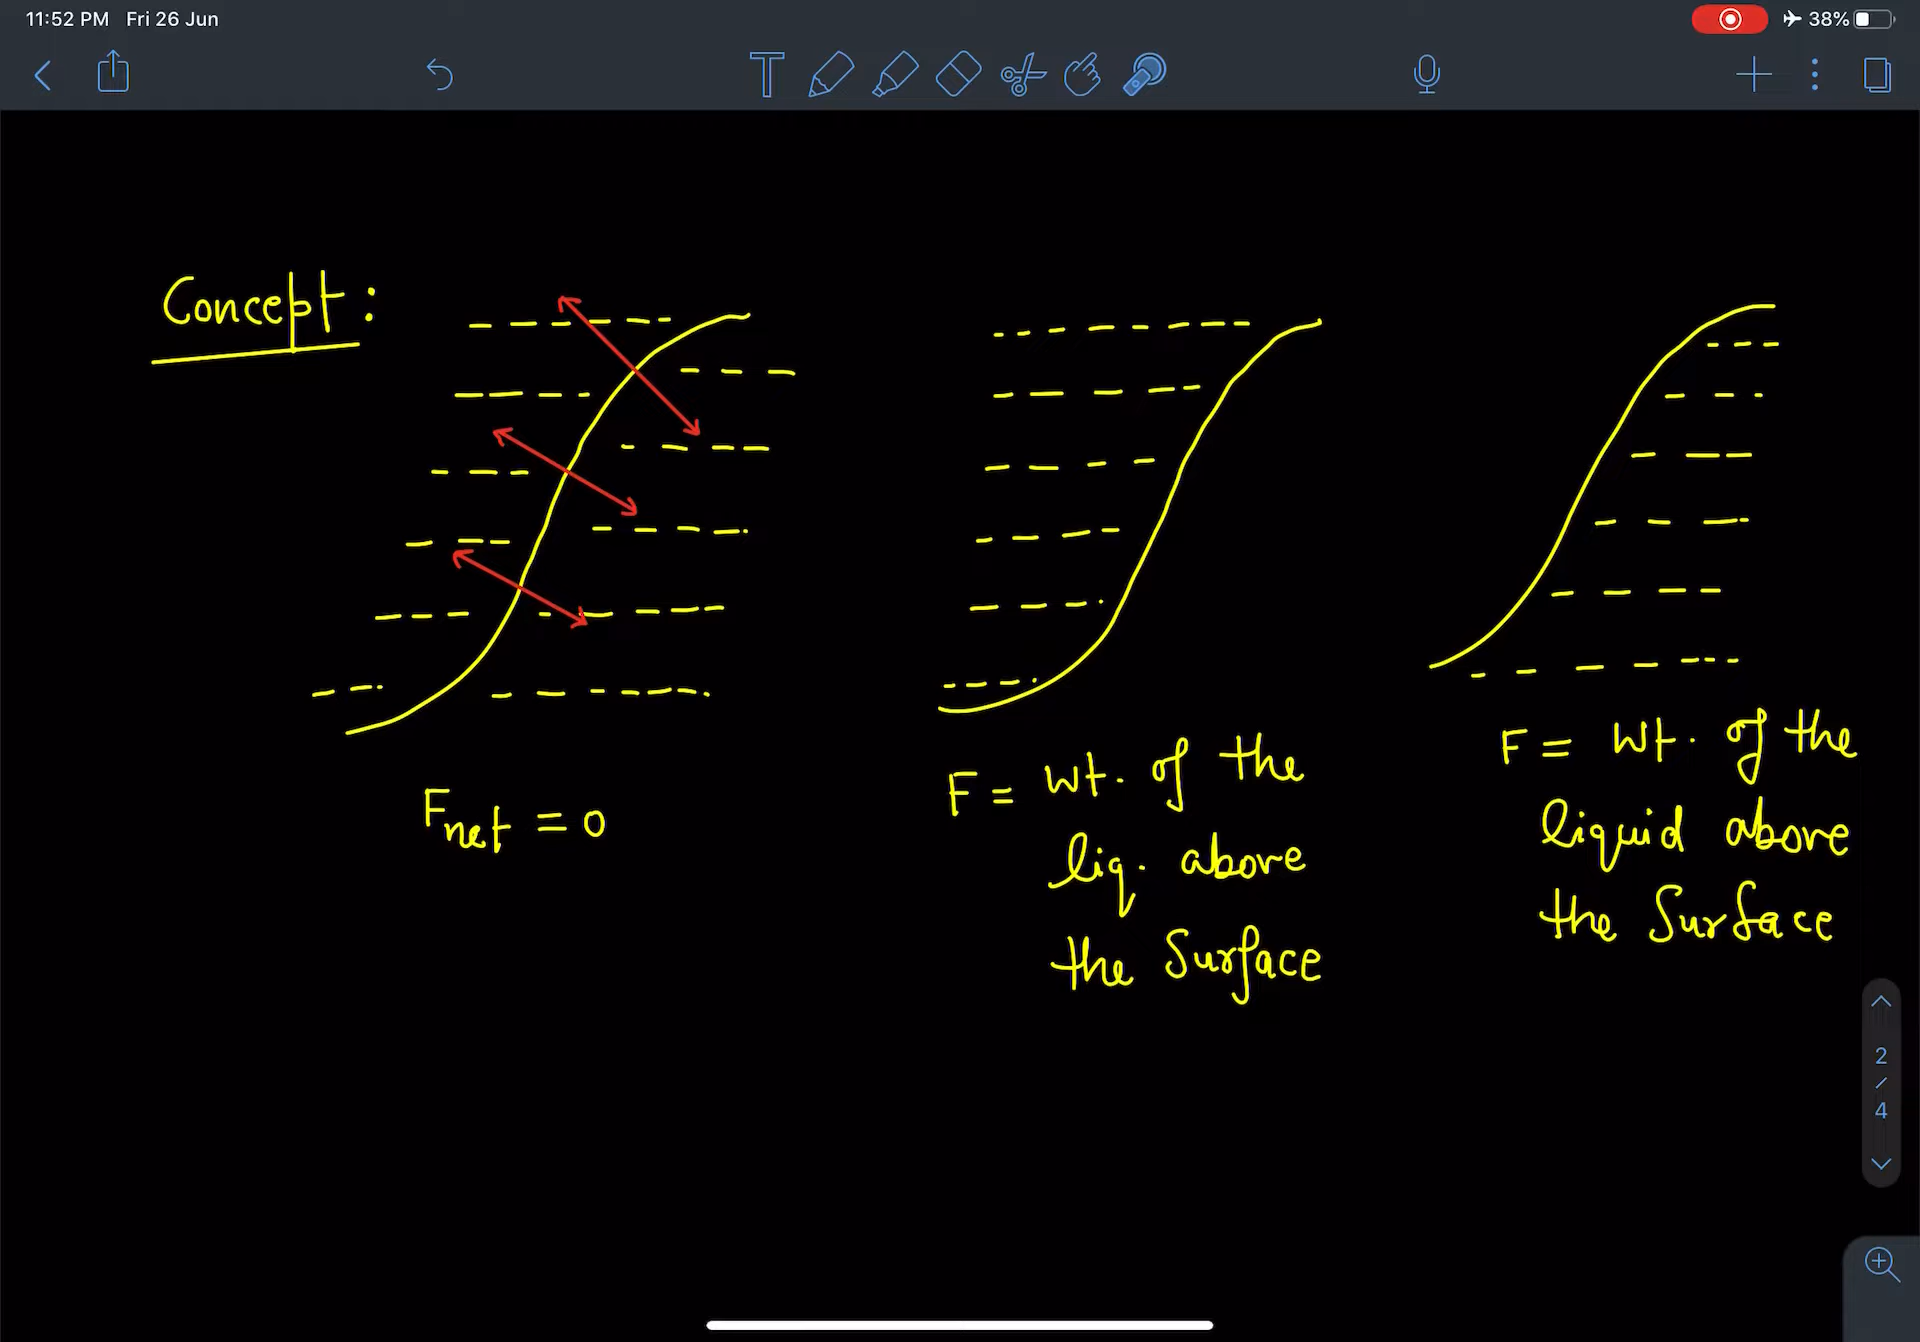 11:52 PM Fri 26 Jun
38%
T
Concept:
Fnet = 0
F = wt. of the
liq. above
the Surface
F = Wt. of the
liquid above
the Surface
2
/
4